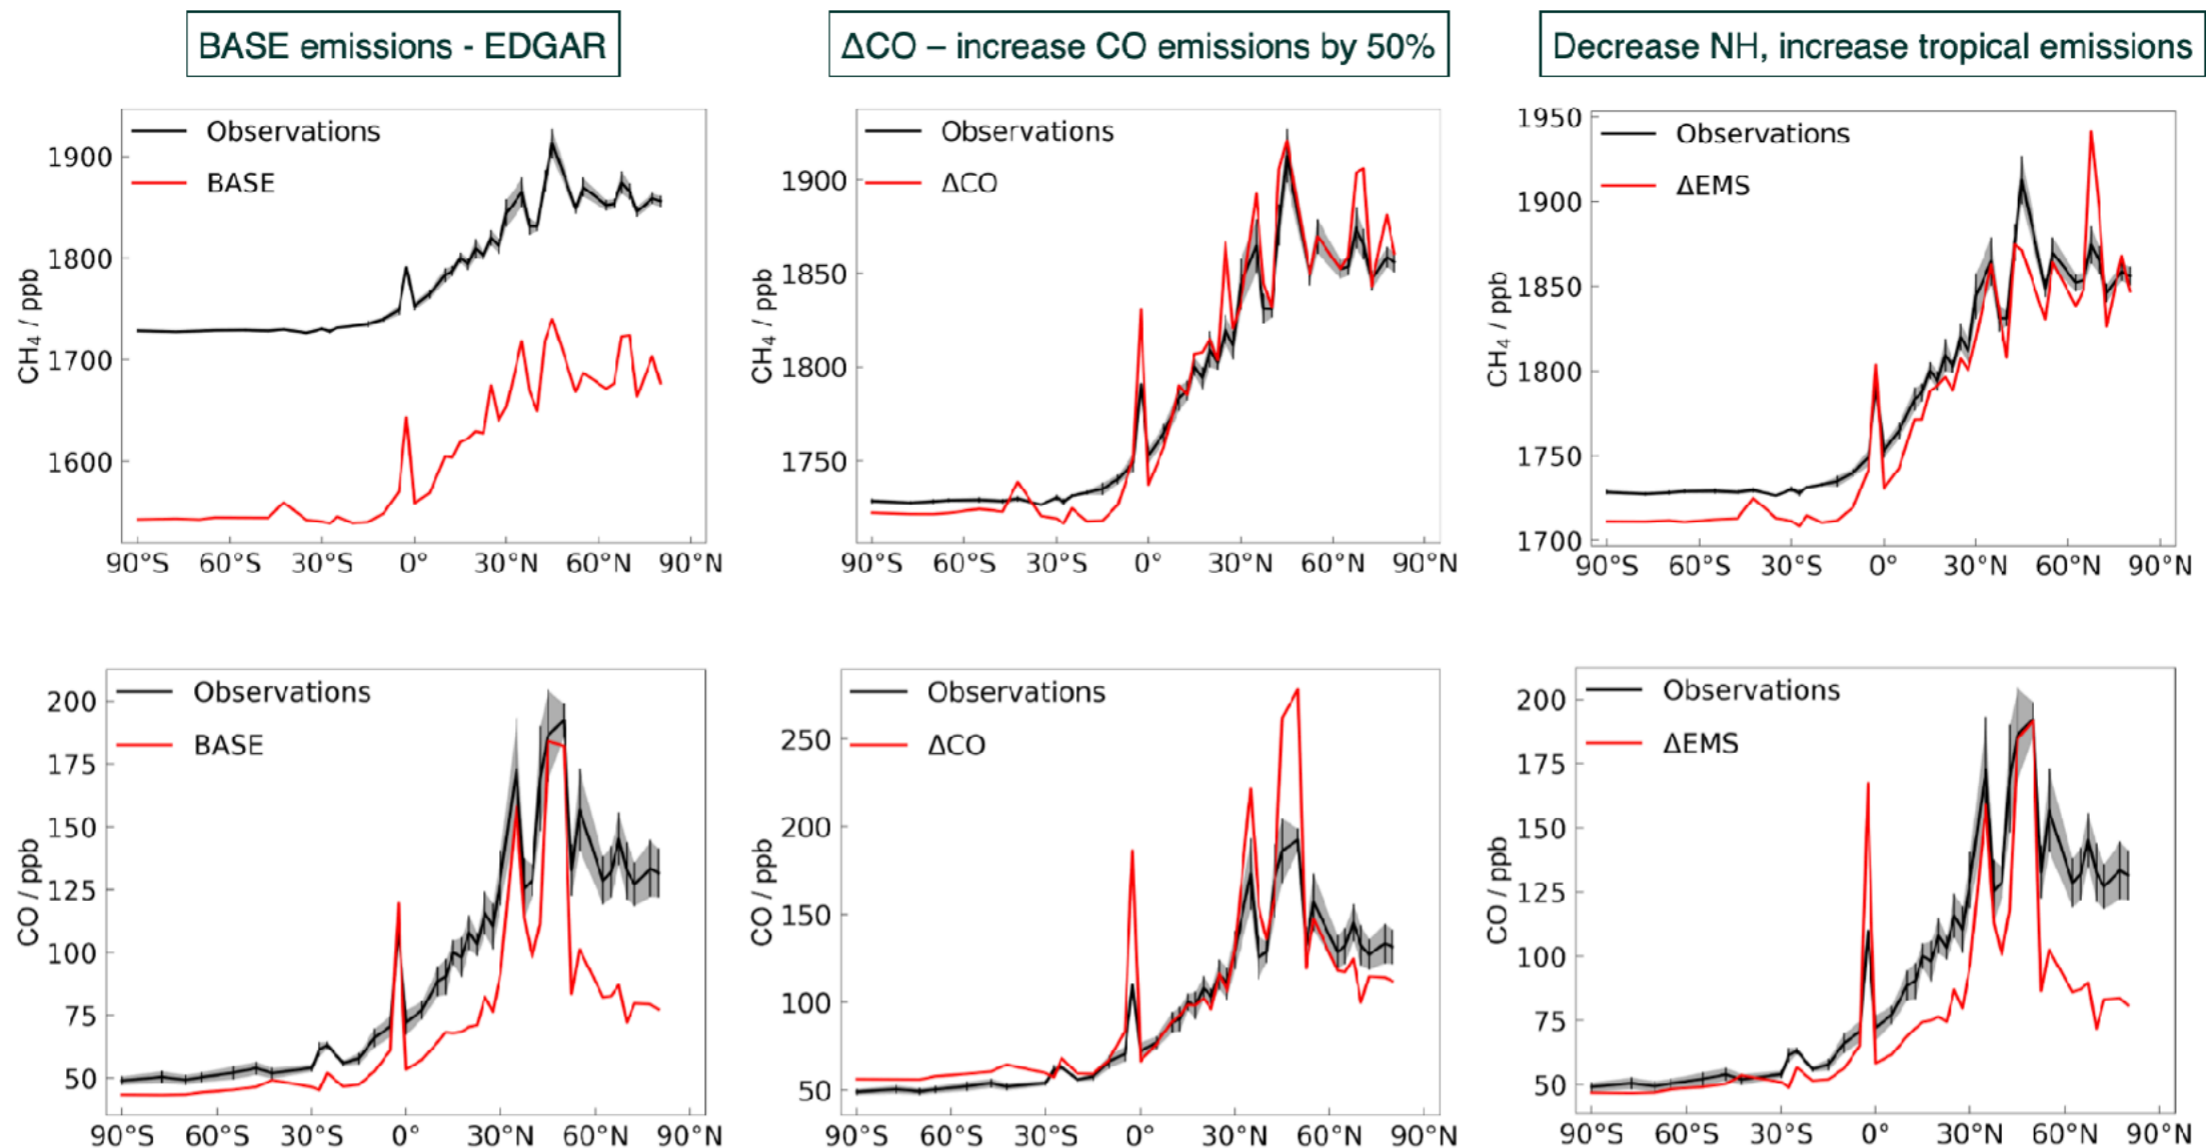 BASE emissions - EDGAR
ΔCO – increase CO emissions by 50%
Decrease NH, increase tropical emissions
Observations
BASE
CH₄ / ppb
1900
1800
1700
1600
90°S 60°S 30°S 0° 30°N 60°N 90°N
Observations
ΔCO
CH₄ / ppb
1900
1850
1800
1750
90°S 60°S 30°S 0° 30°N 60°N 90°N
Observations
ΔEMS
CH₄ / ppb
1950
1900
1850
1800
1750
1700
90°S 60°S 30°S 0° 30°N 60°N 90°N
Observations
BASE
CO / ppb
200
175
150
125
100
75
50
90°S 60°S 30°S 0° 30°N 60°N 90°N
Observations
ΔCO
CO / ppb
250
200
150
100
50
90°S 60°S 30°S 0° 30°N 60°N 90°N
Observations
ΔEMS
CO / ppb
200
175
150
125
100
75
50
90°S 60°S 30°S 0° 30°N 60°N 90°N